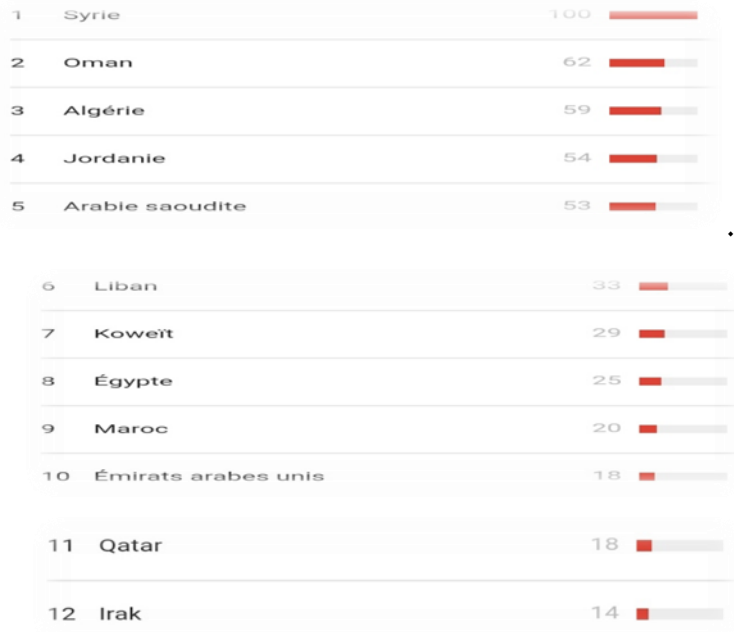 1 Syrie 100
2 Oman 62
3 Algérie 59
4 Jordanie 54
5 Arabie saoudite 53
6 Liban 33
7 Koweït 29
8 Égypte 25
9 Maroc 20
10 Émirats arabes unis 18
11 Qatar 18
12 Irak 14